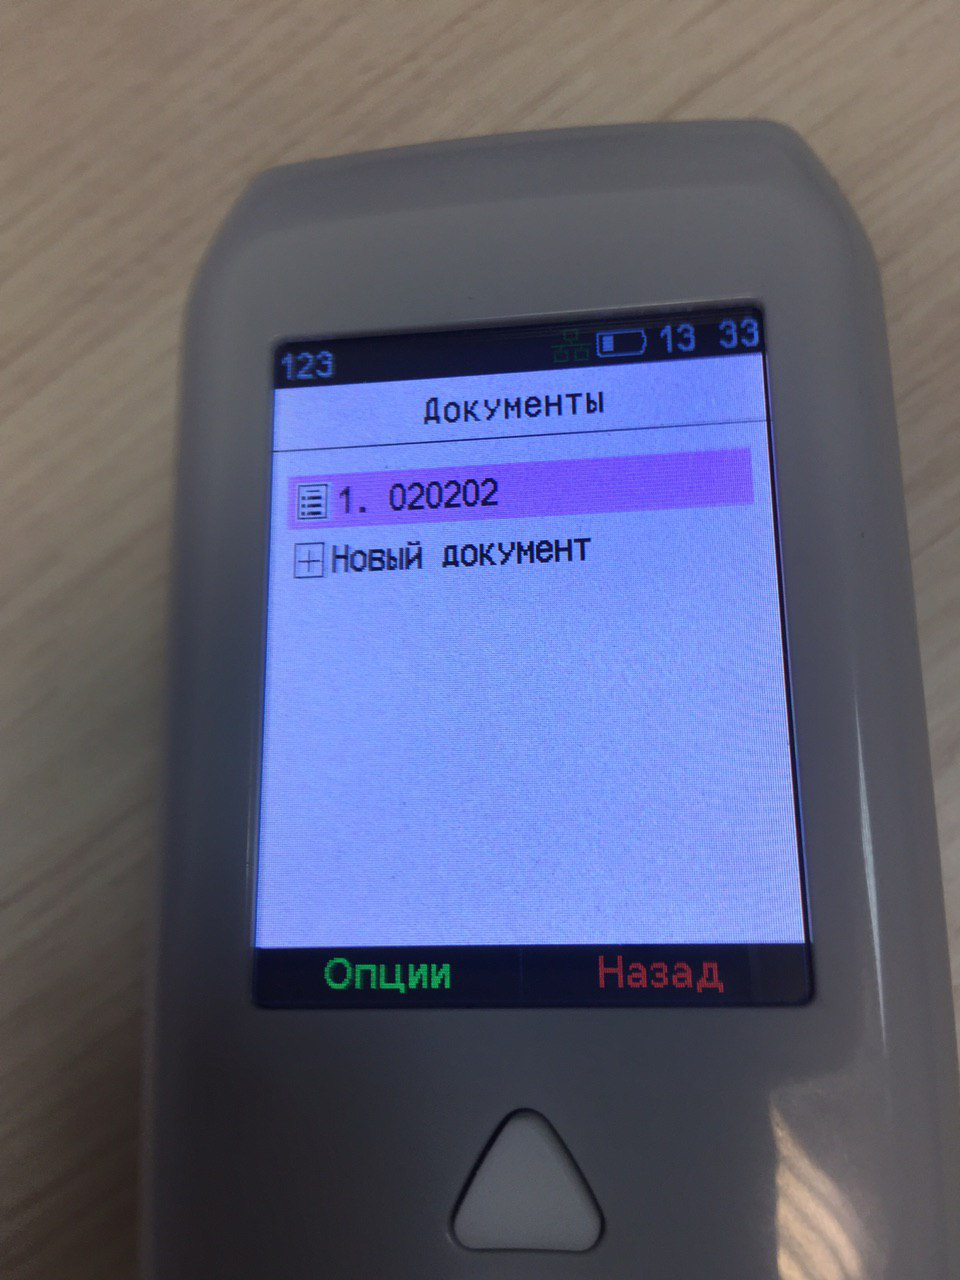 123 13 33
Документы
1. 020202
Новый документ
Опции Назад